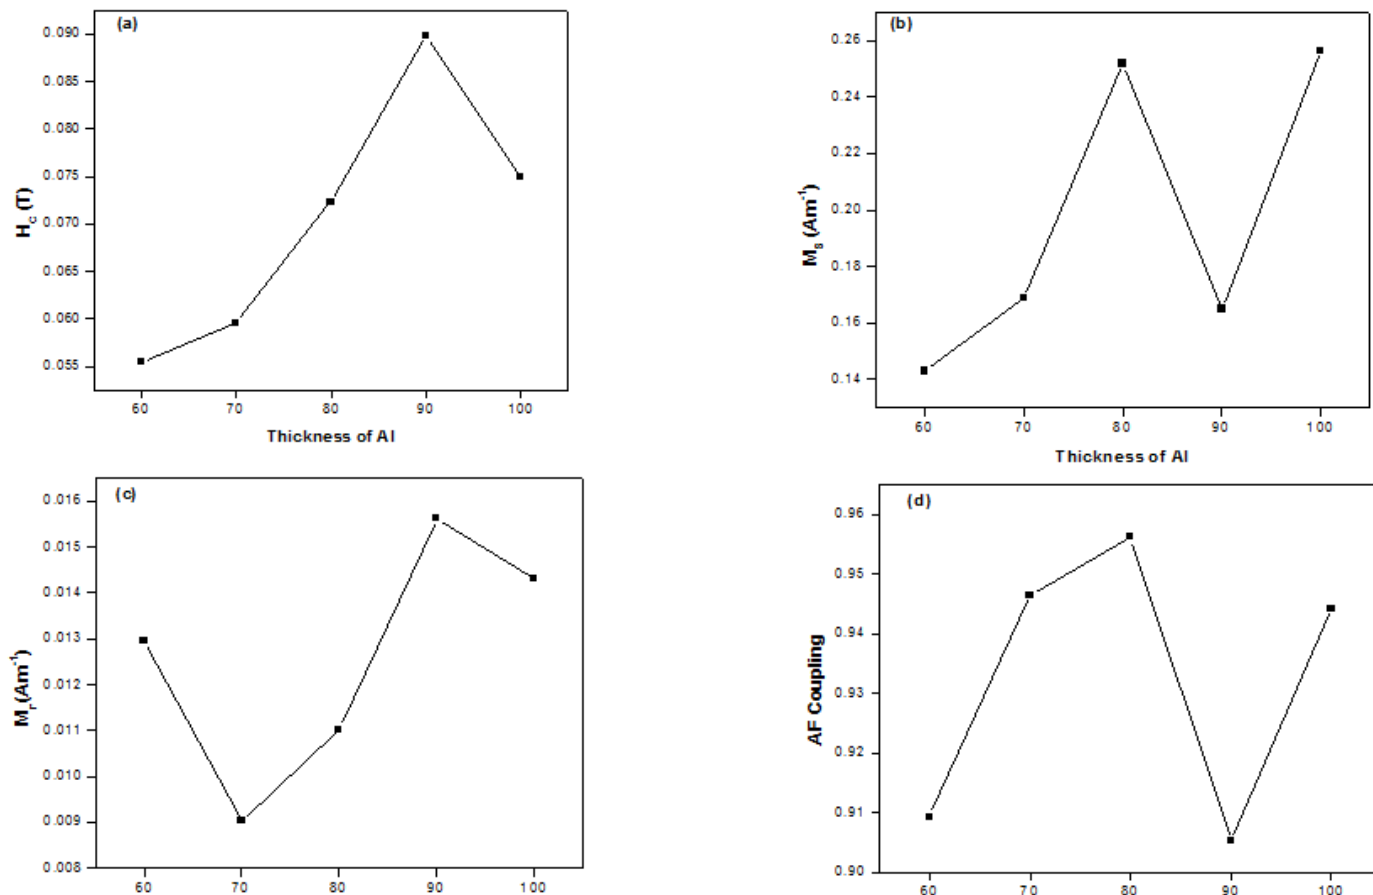 (a)
0.090
0.085
0.080
0.075
0.070
0.065
0.060
0.055
H_c (T)
60 70 80 90 100
Thickness of Al
(b)
0.26
0.24
0.22
0.20
0.18
0.16
0.14
M_s (Am⁻¹)
60 70 80 90 100
Thickness of Al
(c)
0.016
0.015
0.014
0.013
0.012
0.011
0.010
0.009
0.008
M_r(Am⁻¹)
60 70 80 90 100
(d)
0.96
0.95
0.94
0.93
0.92
0.91
0.90
AF Coupling
60 70 80 90 100